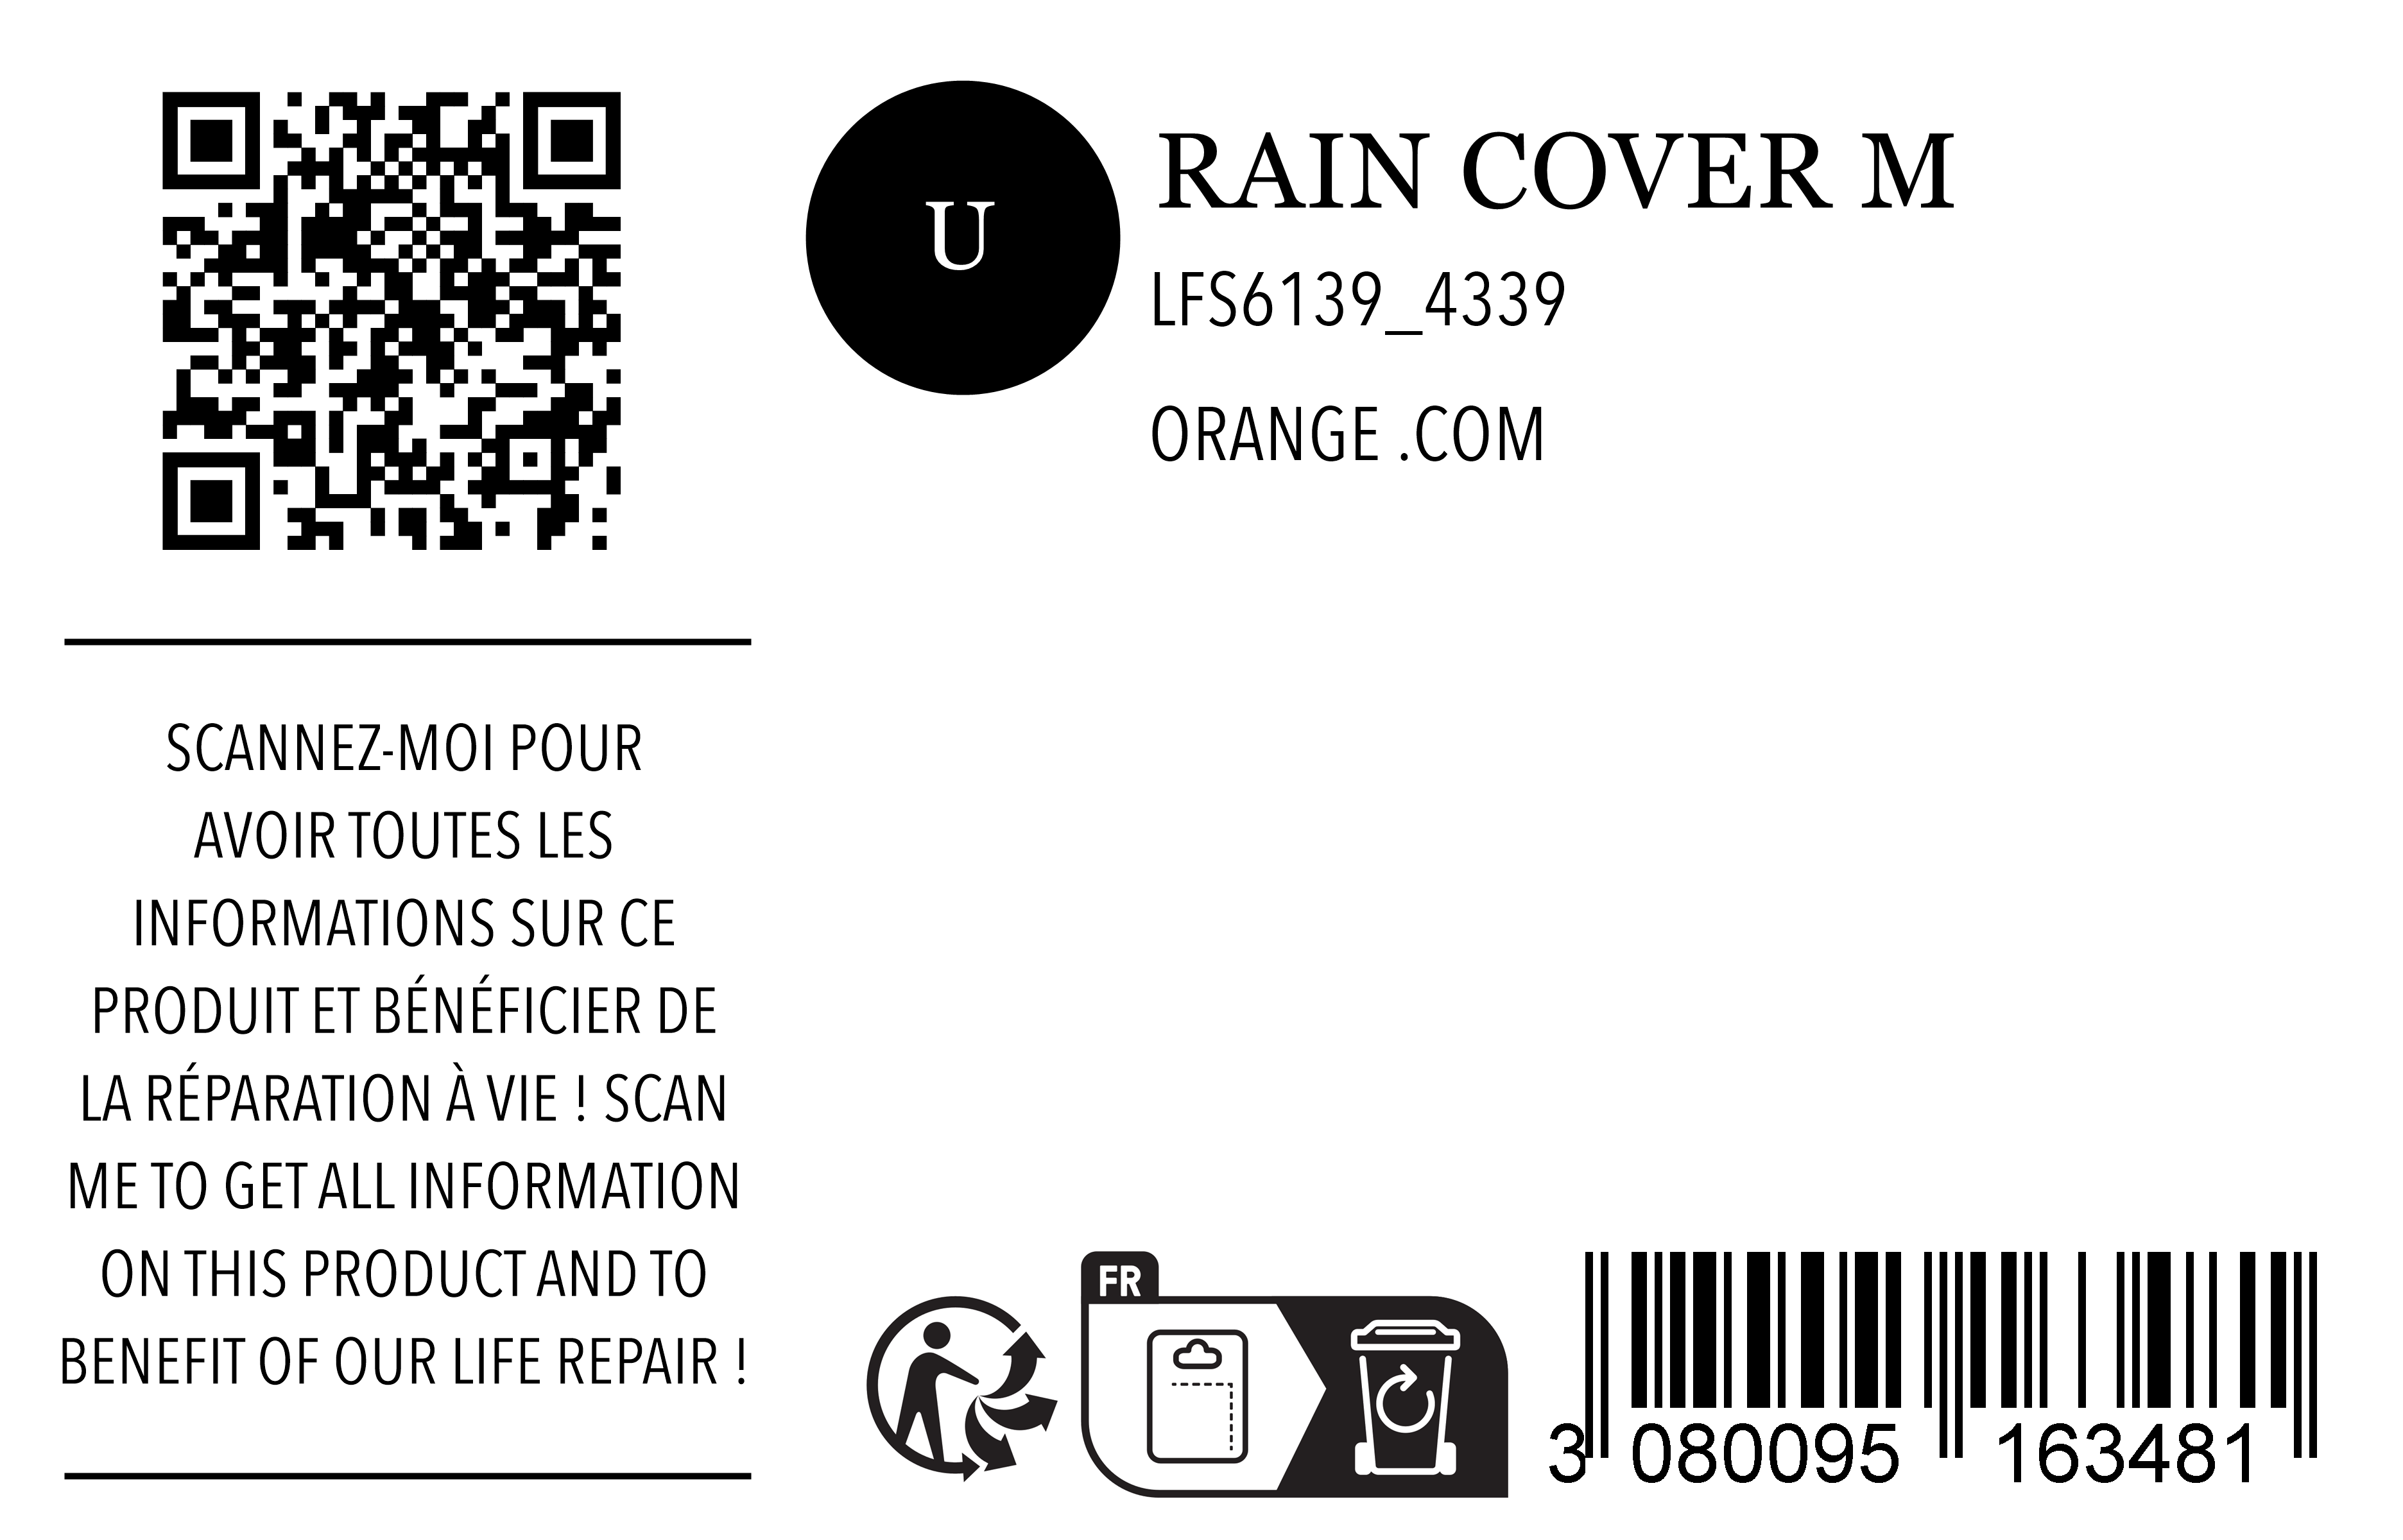 U
RAIN COVER M
LFS6139_4339
ORANGE .COM
SCANNEZ-MOI POUR
AVOIR TOUTES LES
INFORMATIONS SUR CE
PRODUIT ET BÉNÉFICIER DE
LA RÉPARATION À VIE ! SCAN
ME TO GET ALL INFORMATION
ON THIS PRODUCT AND TO
BENEFIT OF OUR LIFE REPAIR !
FR
3 080095 163481